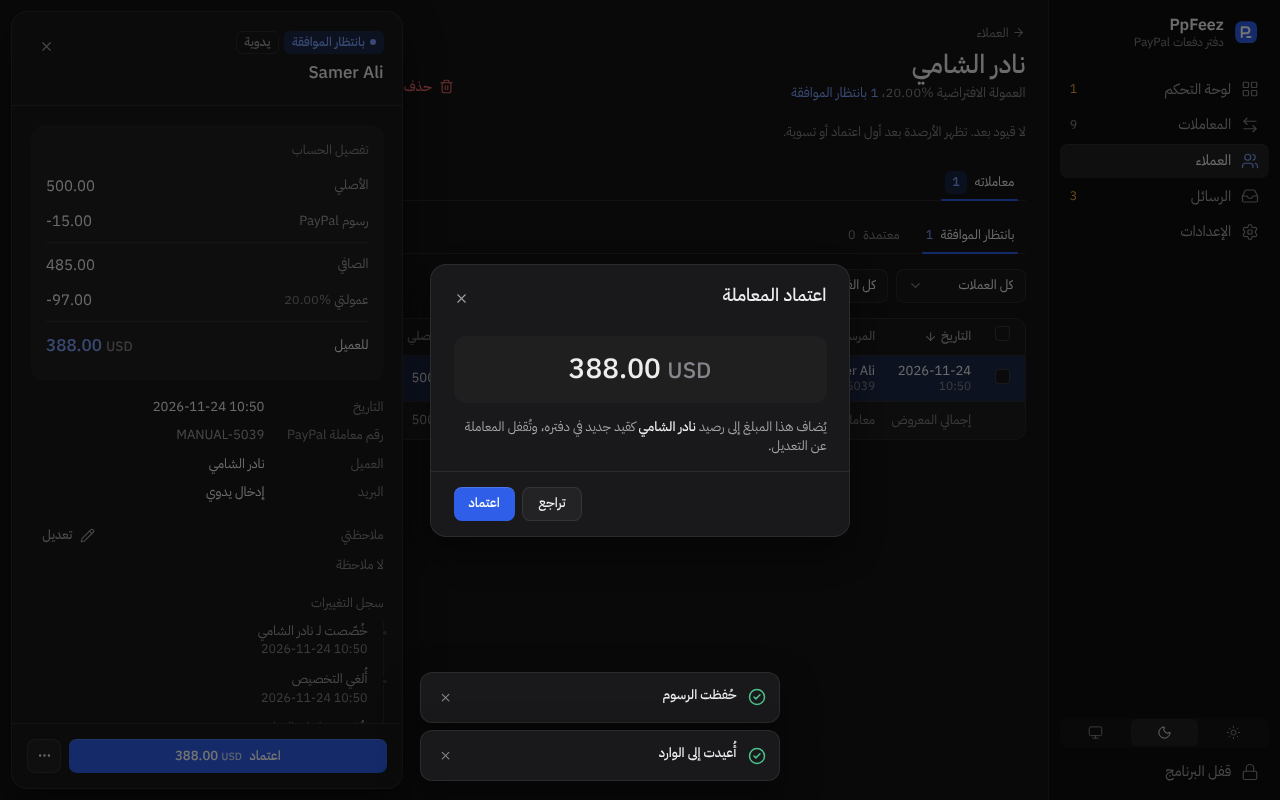 PpFeez
دفتر دفعات PayPal
لوحة التحكم 1
المعاملات 9
العملاء
الرسائل 3
الإعدادات
قفل البرنامج
العملاء
نادر الشامي
العمولة الافتراضية 20.00%، 1 بانتظار الموافقة
حذف
لا قيود بعد. تظهر الأرصدة بعد أول اعتماد أو تسوية.
معاملاته 1
بانتظار الموافقة 1 معتمدة 0
كل العملات
التاريخ
2026-11-24
10:50
إجمالي المعروض
اعتماد المعاملة
388.00 USD
يُضاف هذا المبلغ إلى رصيد نادر الشامي كقيد جديد في دفتره، وتُقفل المعاملة
عن التعديل.
تراجع اعتماد
حُفظت الرسوم
أُعيدت إلى الوارد
بانتظار الموافقة يدوية
Samer Ali
تفصيل الحساب
الأصلي 500.00
رسوم PayPal -15.00
الصافي 485.00
عمولتي 20.00% -97.00
للعميل 388.00 USD
التاريخ 2026-11-24 10:50
رقم معاملة PayPal MANUAL-5039
العميل نادر الشامي
البريد إدخال يدوي
ملاحظتي تعديل
لا ملاحظة
سجل التغييرات
خُصّصت لـ نادر الشامي
2026-11-24 10:50
أُلغي التخصيص
2026-11-24 10:50
اعتماد 388.00 USD